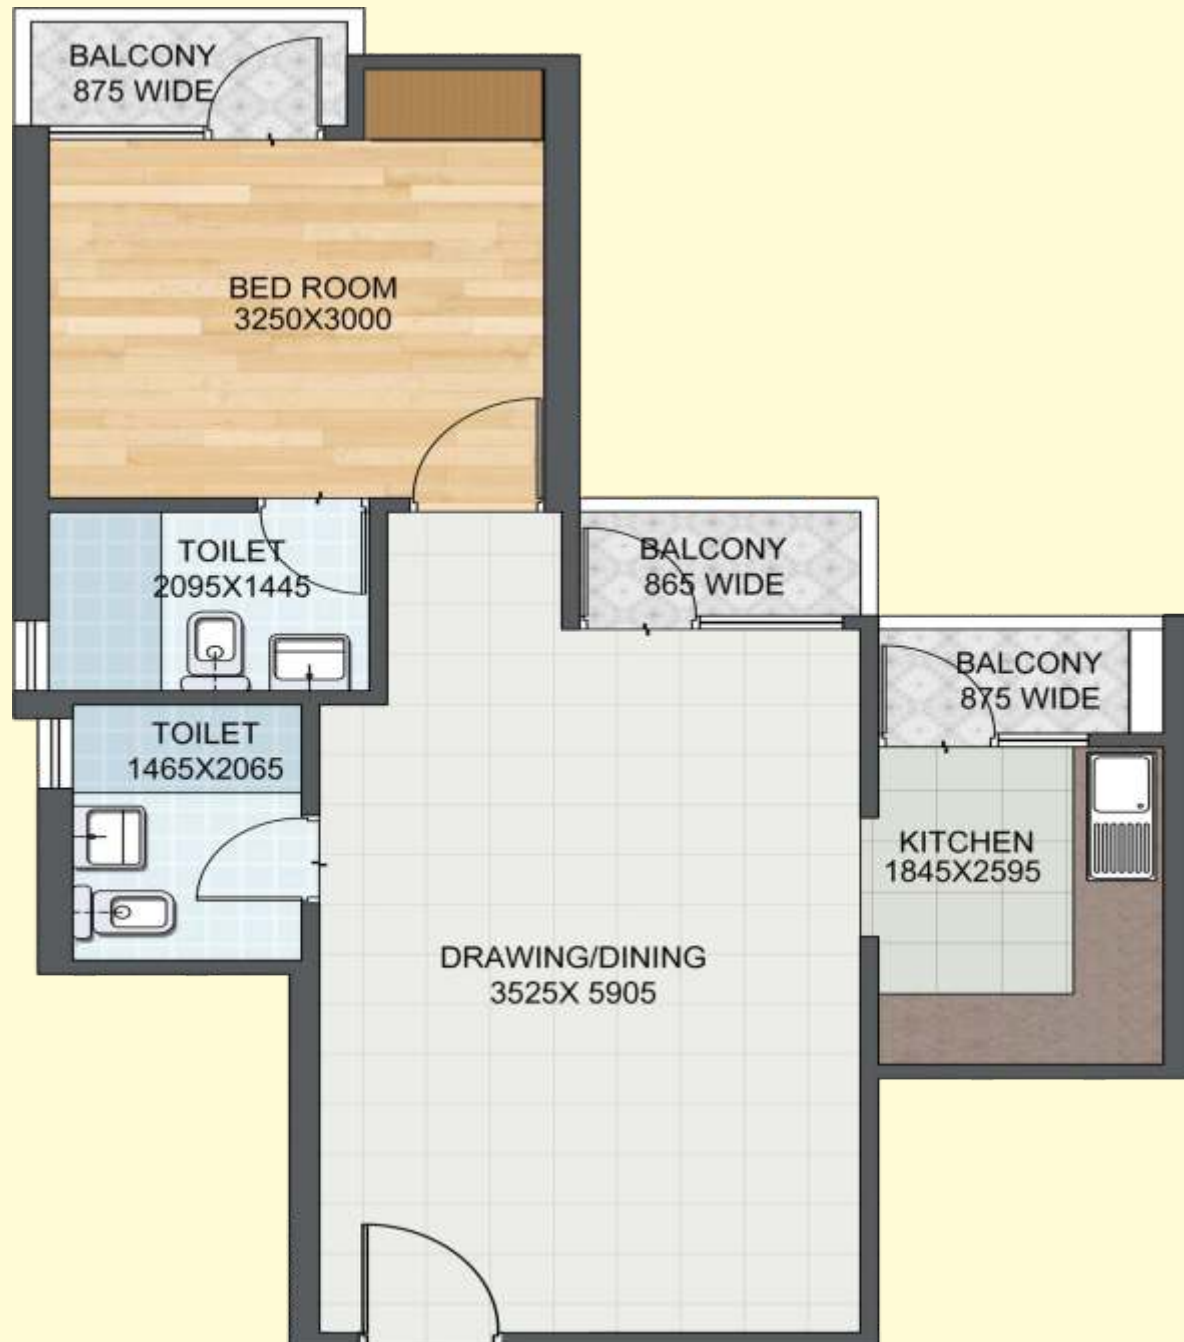 BALCONY
875 WIDE
BED ROOM
3250X3000
TOILET
2095X1445
BALCONY
865 WIDE
BALCONY
875 WIDE
TOILET
1465X2065
KITCHEN
1845X2595
DRAWING/DINING
3525X 5905